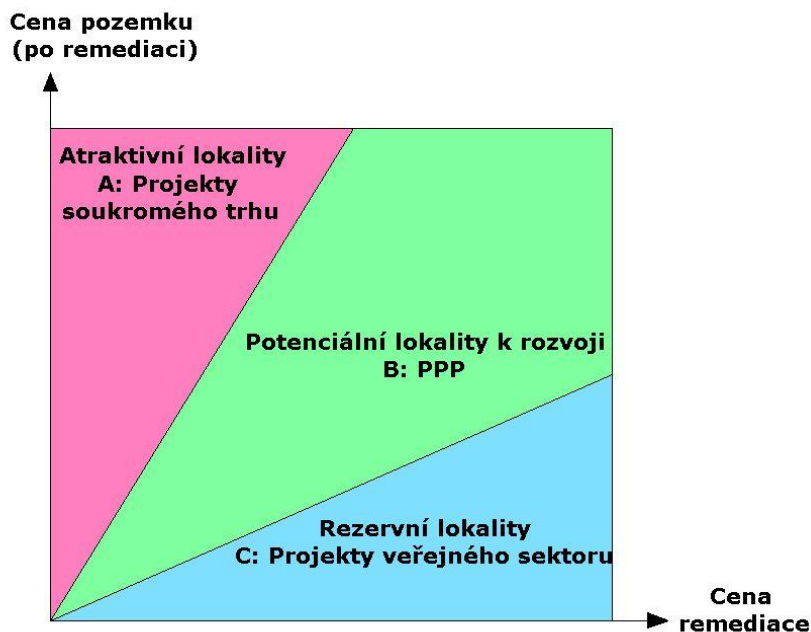 Cena pozemku
(po remediaci)
Atraktivní lokality
A: Projekty
soukromého trhu
Potenciální lokality k rozvoji
B: PPP
Rezervní lokality
C: Projekty veřejného sektoru
Cena
remediace